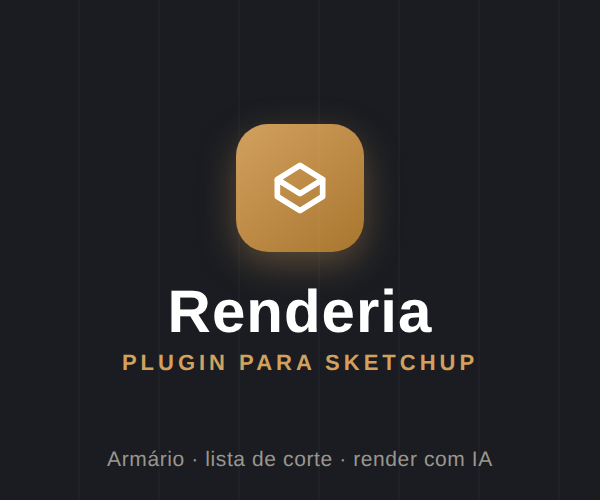 Renderia
PLUGIN PARA SKETCHUP
Armário · lista de corte · render com IA